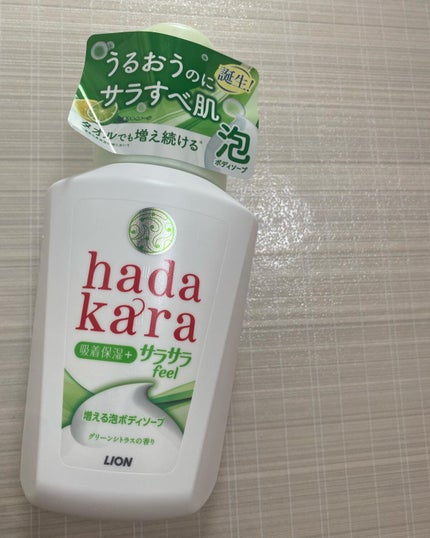 うるおうのに
サラすべ肌
誕生!
タオルでも増え続ける
泡
ボディソープ
hada
kara
吸着保湿+
サラサラ
feel
増える泡ボディソープ
グリーンシトラスの香り
LION